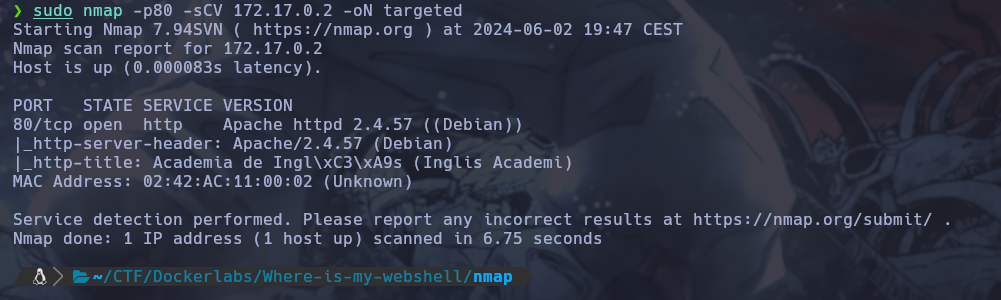 ❯ sudo nmap -p80 -sCV 172.17.0.2 -oN targeted
Starting Nmap 7.94SVN ( https://nmap.org ) at 2024-06-02 19:47 CEST
Nmap scan report for 172.17.0.2
Host is up (0.000083s latency).
PORT   STATE SERVICE VERSION
80/tcp open  http    Apache httpd 2.4.57 ((Debian))
|_http-server-header: Apache/2.4.57 (Debian)
|_http-title: Academia de Ingl\xC3\xA9s (Inglis Academi)
MAC Address: 02:42:AC:11:00:02 (Unknown)
Service detection performed. Please report any incorrect results at https://nmap.org/submit/ .
Nmap done: 1 IP address (1 host up) scanned in 6.75 seconds
~/CTF/Dockerlabs/Where-is-my-webshell/nmap